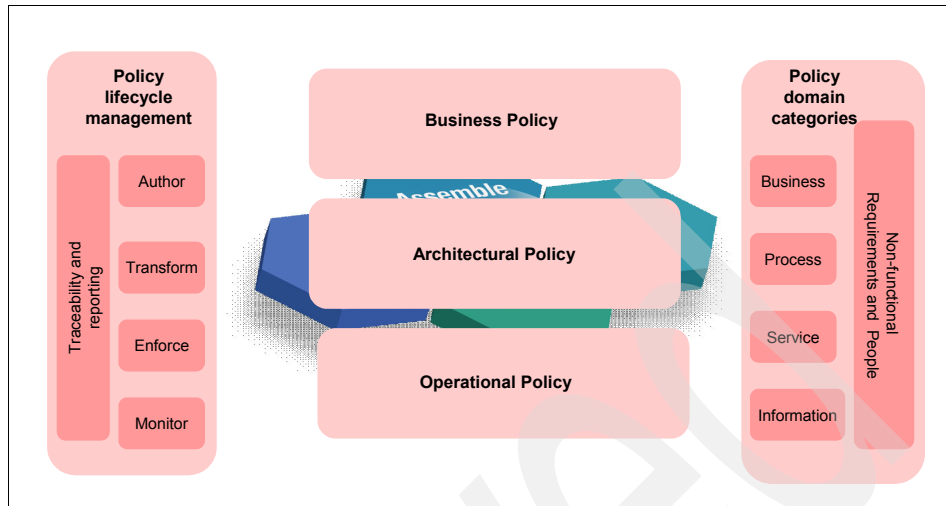 Policy
lifecycle
management
Traceability and
reporting
Author
Transform
Enforce
Monitor
Business Policy
Assemble
Architectural Policy
Operational Policy
Policy
domain
categories
Business
Process
Service
Information
Non-functional
Requirements and People